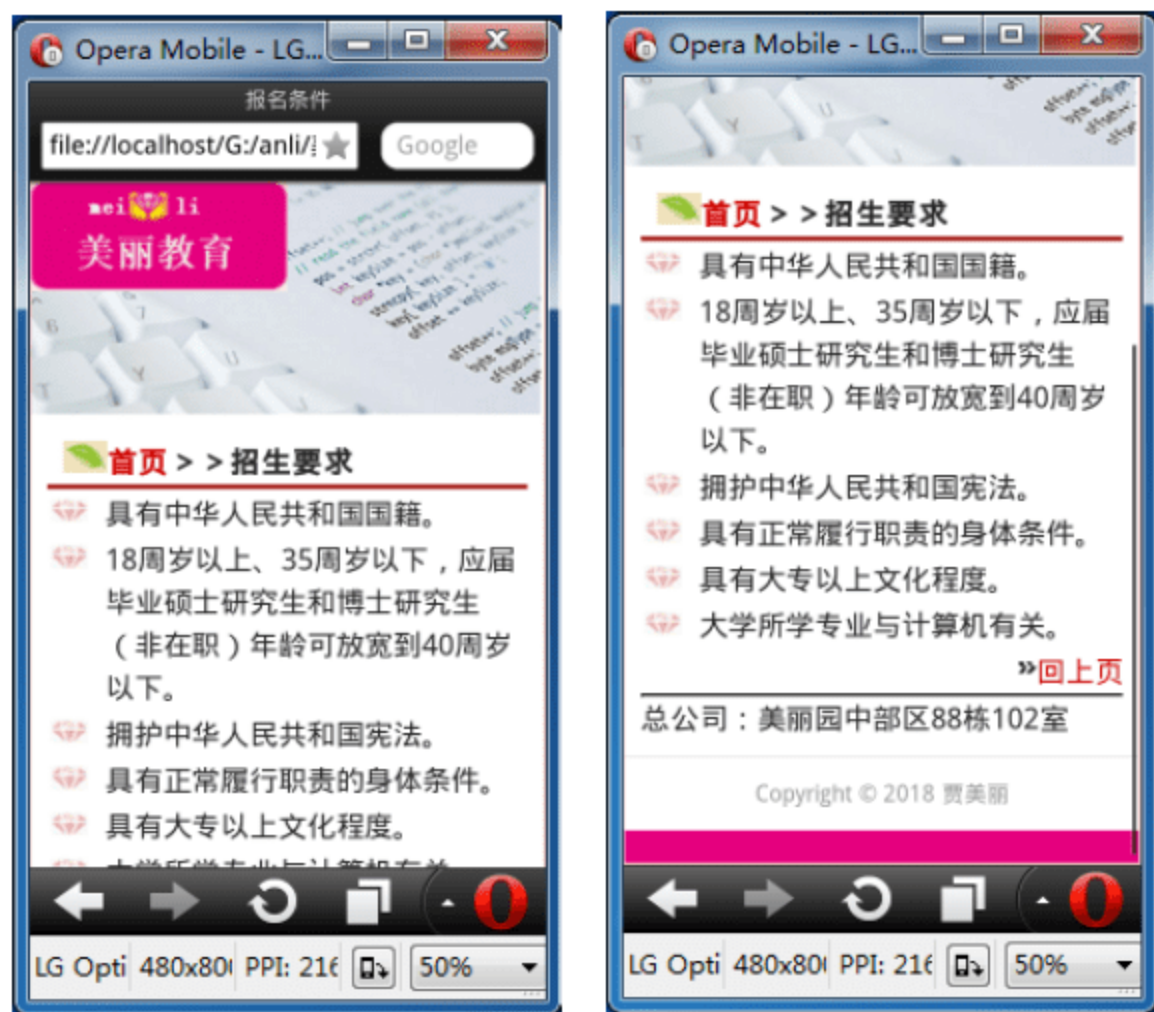 Opera Mobile - LG...
报名条件
file://localhost/G:/anli/
Google
mei li
美丽教育
首页 > > 招生要求
具有中华人民共和国国籍。
18周岁以上、35周岁以下，应届
毕业硕士研究生和博士研究生
（非在职）年龄可放宽到40周岁
以下。
拥护中华人民共和国宪法。
具有正常履行职责的身体条件。
具有大专以上文化程度。
大学所学专业与计算机有关
LG Opti 480x80 PPI: 216 50%
Opera Mobile - LG...
首页 > > 招生要求
具有中华人民共和国国籍。
18周岁以上、35周岁以下，应届
毕业硕士研究生和博士研究生
（非在职）年龄可放宽到40周岁
以下。
拥护中华人民共和国宪法。
具有正常履行职责的身体条件。
具有大专以上文化程度。
大学所学专业与计算机有关。
»回上页
总公司：美丽园中部区88栋102室
Copyright © 2018 贾美丽
LG Opti 480x80 PPI: 216 50%